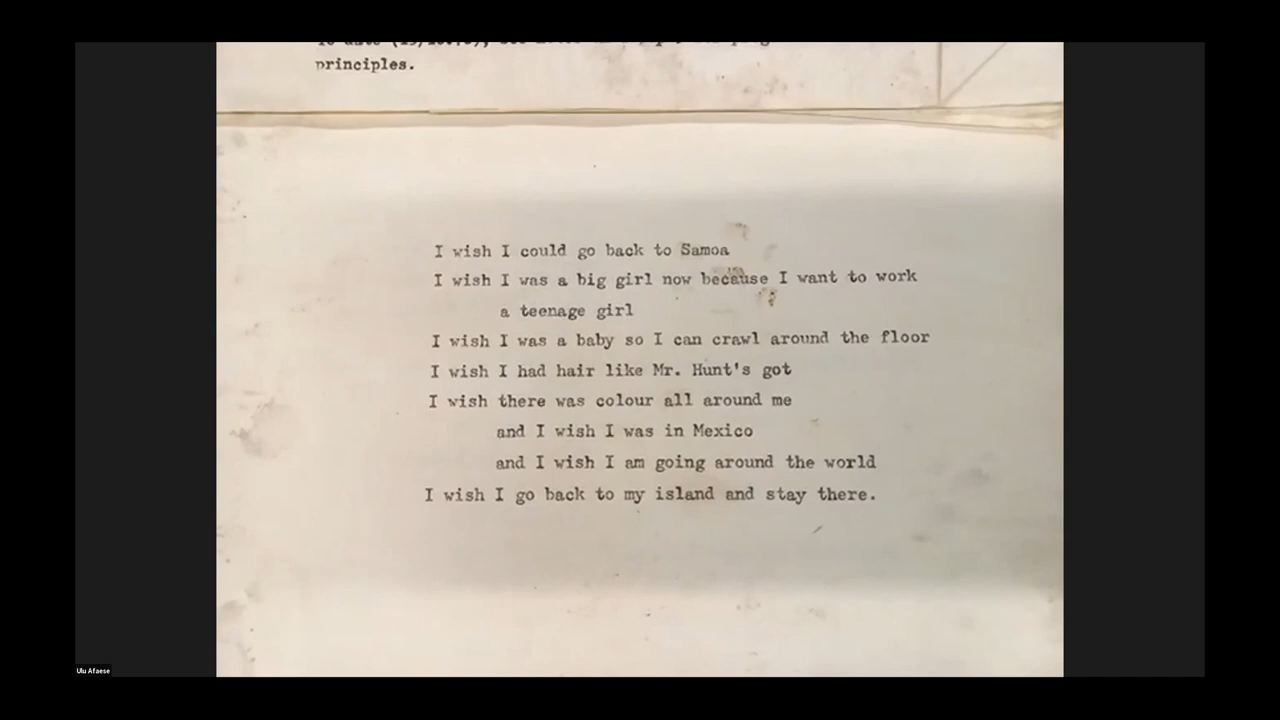 principles.
I wish I could go back to Samoa
I wish I was a big girl now because I want to work
a teenage girl
I wish I was a baby so I can crawl around the floor
I wish I had hair like Mr. Hunt's got
I wish there was colour all around me
and I wish I was in Mexico
and I wish I am going around the world
I wish I go back to my island and stay there.
Ulu Afaese